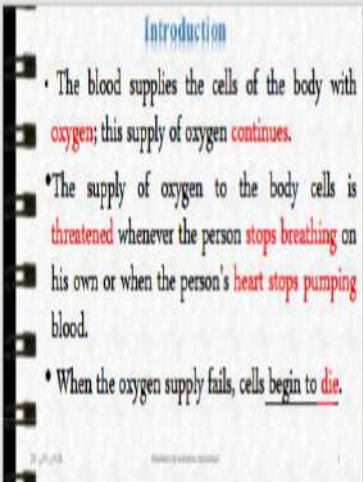 Introduction
• The blood supplies the cells of the body with
oxygen; this supply of oxygen continues.
•The supply of oxygen to the body cells is
threatened whenever the person stops breathing on
his own or when the person's heart stops pumping
blood.
• When the oxygen supply fails, cells begin to die.